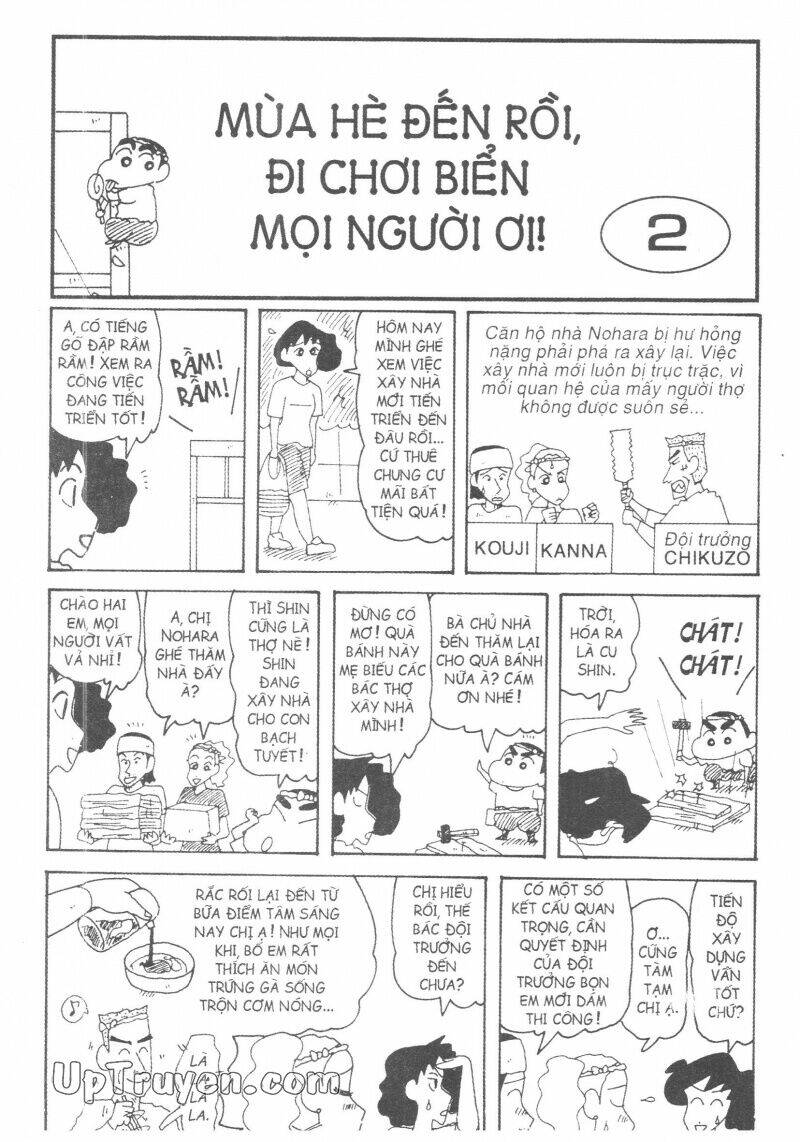 MÙA HÈ ĐẾN RỒI,
ĐI CHƠI BIỂN
MỌI NGƯỜI ƠI!
2
Căn hộ nhà Nohara bị hư hỏng
nặng phải phá ra xây lại. Việc
xây nhà mới luôn bị trục trặc, vì
mối quan hệ của mấy người thợ
không được suôn sẻ...
KOUJI
KANNA
Đội trưởng
CHIKUZO
HÔM NAY
MÌNH GHÉ
XEM VIỆC
XÂY NHÀ
MỚI TIẾN
TRIỂN ĐẾN
ĐÂU RỒI...
CỨ THUÊ
CHUNG CƯ
MÃI BẤT
TIỆN QUÁ!
RẦM!
RẦM!
A, CÓ TIẾNG
GÕ ĐẬP RẦM
RẦM! XEM RA
CÔNG VIỆC
ĐANG TIẾN
TRIỂN TỐT!
CHÁT!
CHÁT!
TRỜI,
HÓA RA
LÀ CU
SHIN.
BÀ CHỦ NHÀ
ĐẾN THĂM LẠI
CHO QUÀ BÁNH
NỮA À? CÁM
ƠN NHÉ!
ĐỪNG CÓ
MƠ! QUÀ
BÁNH NÀY
MẸ BIẾU CÁC
BÁC THỢ
XÂY NHÀ
MÌNH!
THÌ SHIN
CŨNG LÀ
THỢ NÈ!
SHIN
ĐANG
XÂY NHÀ
CHO CON
BẠCH
TUYẾT!
A, CHỊ
NOHARA
GHÉ THĂM
NHÀ ĐẤY
À?
CHÀO HAI
EM, MỌI
NGƯỜI VẤT
VẢ NHỈ!
TIẾN
ĐỘ
XÂY
DỰNG
VẪN
TỐT
CHỨ?
Ơ...
CŨNG
TÀM
TẠM
CHỊ Ạ.
CÓ MỘT SỐ
KẾT CẤU QUAN
TRỌNG, CẦN
QUYẾT ĐỊNH
CỦA ĐỘI
TRƯỞNG BỌN
EM MỚI DÁM
THI CÔNG!
CHỊ HIỂU
RỒI, THẾ
BÁC ĐỘI
TRƯỞNG
ĐẾN
CHƯA?
RẮC RỐI LẠI ĐẾN TỪ
BỮA ĐIỂM TÂM SÁNG
NAY CHỊ Ạ! NHƯ MỌI
KHI, BỐ EM RẤT
THÍCH ĂN MÓN
TRỨNG GÀ SỐNG
TRỘN CƠM NÓNG...
LÀ
LÁ
LA.
UpTruyen.com